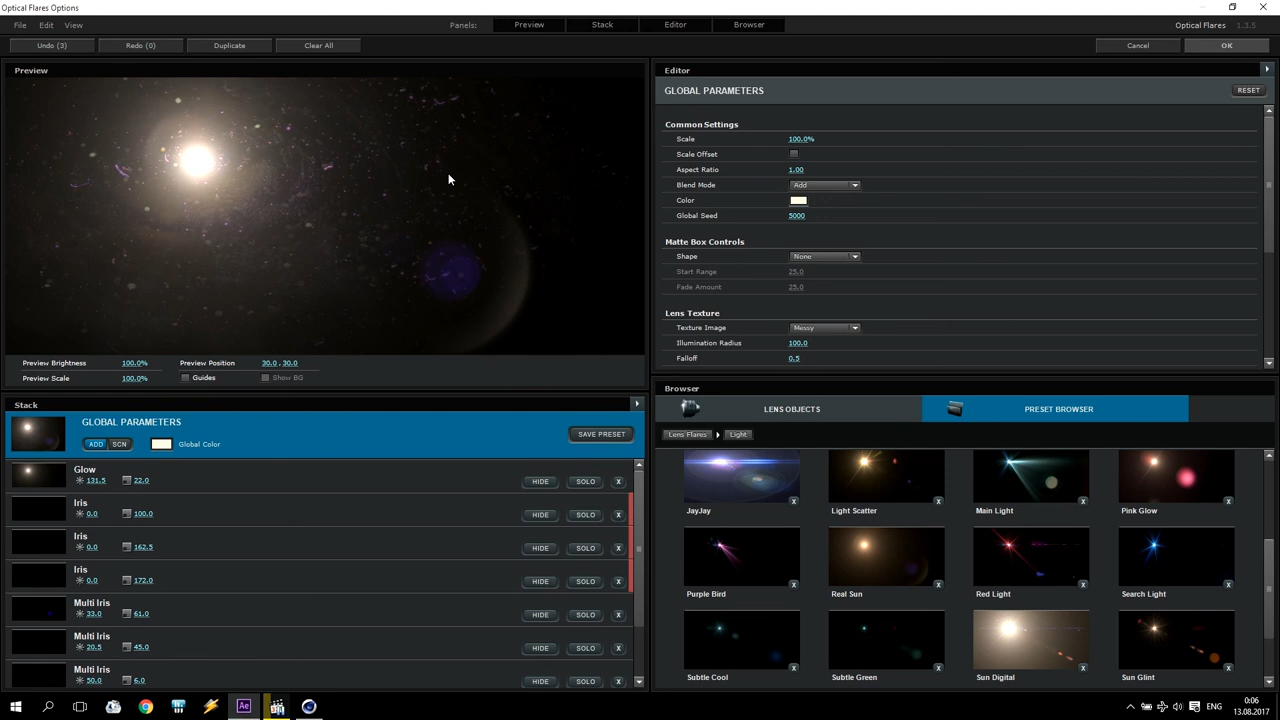 Optical Flares Options
File Edit View Panels: Preview Stack Editor Browser Optical Flares 1.3.5
Undo (3) Redo (0) Duplicate Clear All Cancel OK
Preview
Preview Brightness 100.0% Preview Position 30.0 , 30.0
Preview Scale 100.0% Guides Show BG
Stack
GLOBAL PARAMETERS
ADD SCN Global Color SAVE PRESET
Glow
131.5 22.0 HIDE SOLO X
Iris
0.0 100.0 HIDE SOLO X
Iris
0.0 162.5 HIDE SOLO X
Iris
0.0 172.0 HIDE SOLO X
Multi Iris
33.0 61.0 HIDE SOLO X
Multi Iris
20.5 45.0 HIDE SOLO X
Multi Iris
50.0 6.0 HIDE SOLO X
Editor
GLOBAL PARAMETERS RESET
Common Settings
Scale 100.0%
Scale Offset
Aspect Ratio 1.00
Blend Mode Add
Color
Global Seed 5000
Matte Box Controls
Shape None
Start Range 25.0
Fade Amount 25.0
Lens Texture
Texture Image Messy
Illumination Radius 100.0
Falloff 0.5
Browser
LENS OBJECTS PRESET BROWSER
Lens Flares Light
X X X X
JayJay Light Scatter Main Light Pink Glow
X X X X
Purple Bird Real Sun Red Light Search Light
X X X X
Subtle Cool Subtle Green Sun Digital Sun Glint
Ae ENG 0:06
13.08.2017